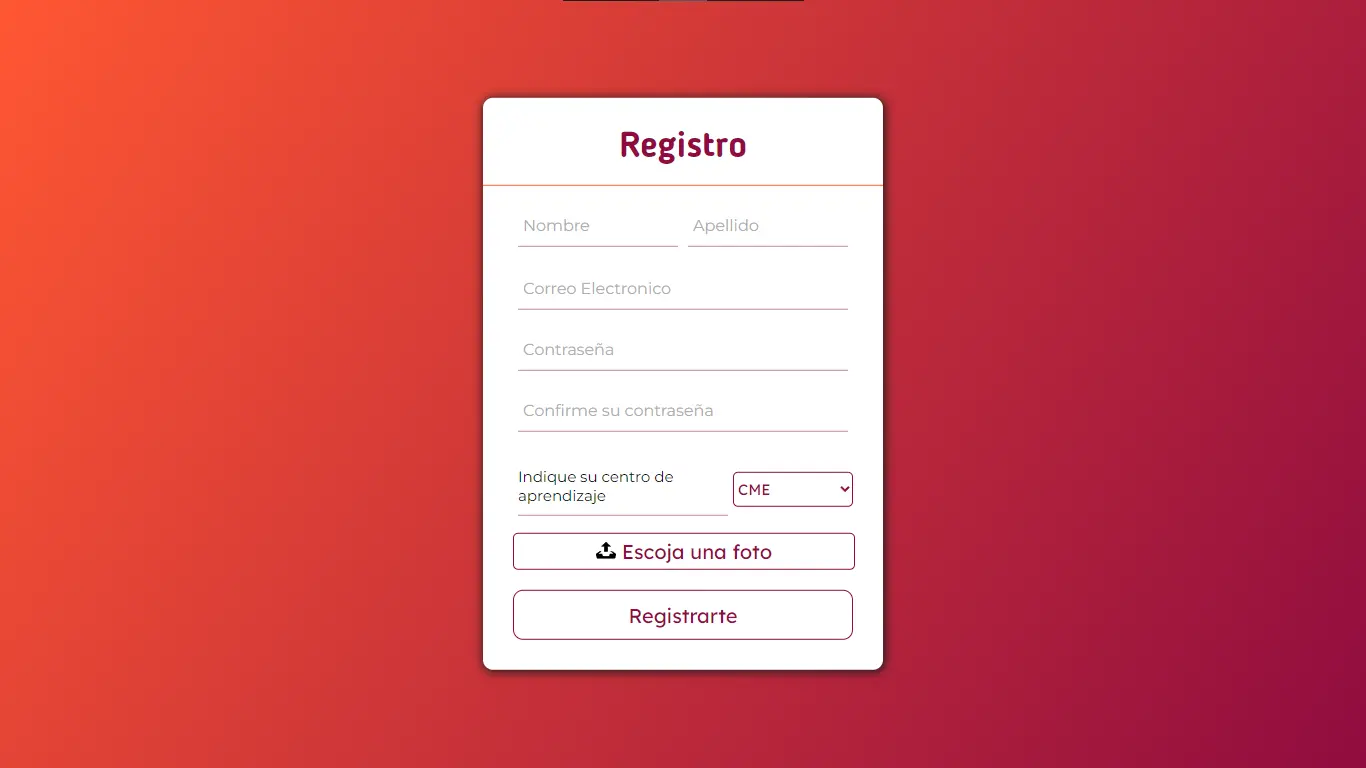 Registro
Nombre Apellido
Correo Electronico
Contraseña
Confirme su contraseña
Indique su centro de
aprendizaje
CME
Escoja una foto
Registrarte